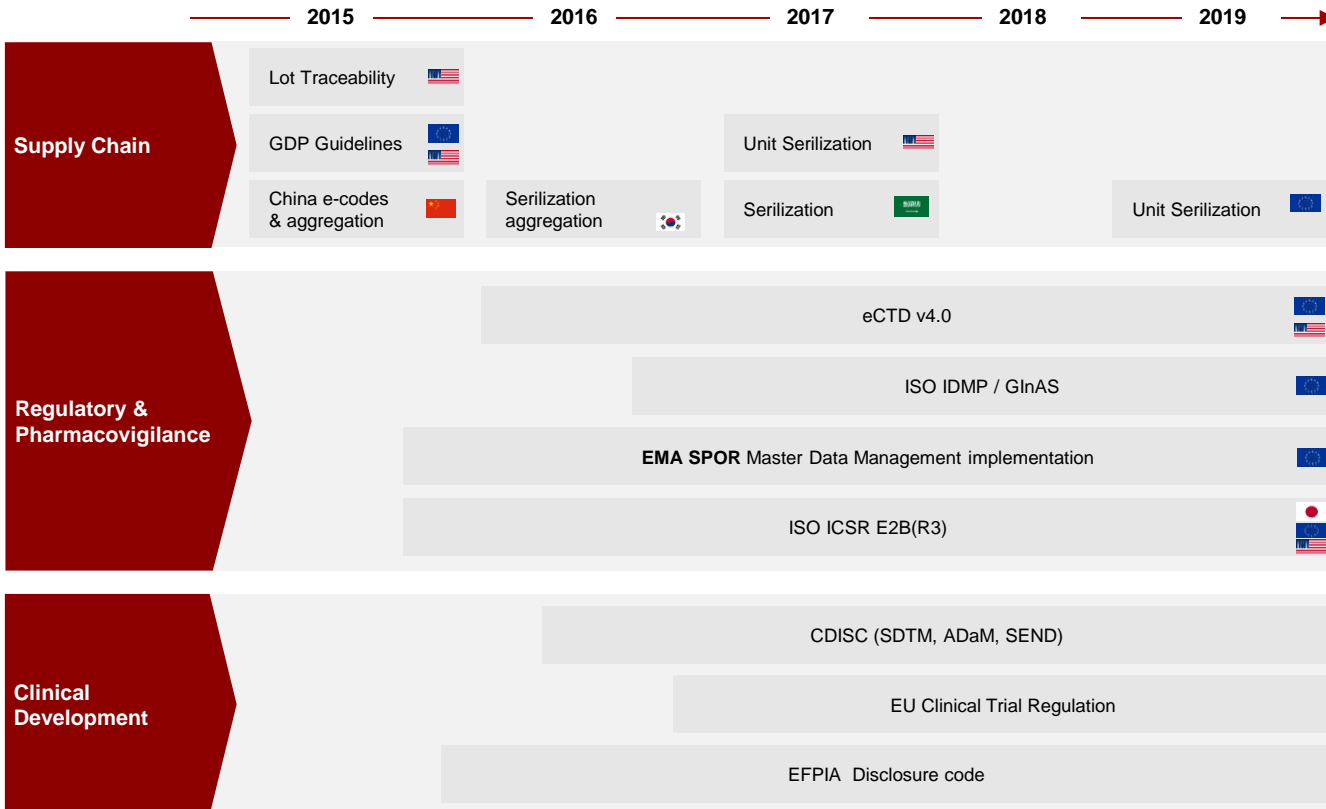 2015 2016 2017 2018 2019
Supply Chain
Lot Traceability
GDP Guidelines
Unit Serilization
China e-codes
& aggregation
Serilization
aggregation
Serilization
Unit Serilization
Regulatory &
Pharmacovigilance
eCTD v4.0
ISO IDMP / GInAS
EMA SPOR Master Data Management implementation
ISO ICSR E2B(R3)
Clinical
Development
CDISC (SDTM, ADaM, SEND)
EU Clinical Trial Regulation
EFPIA  Disclosure code